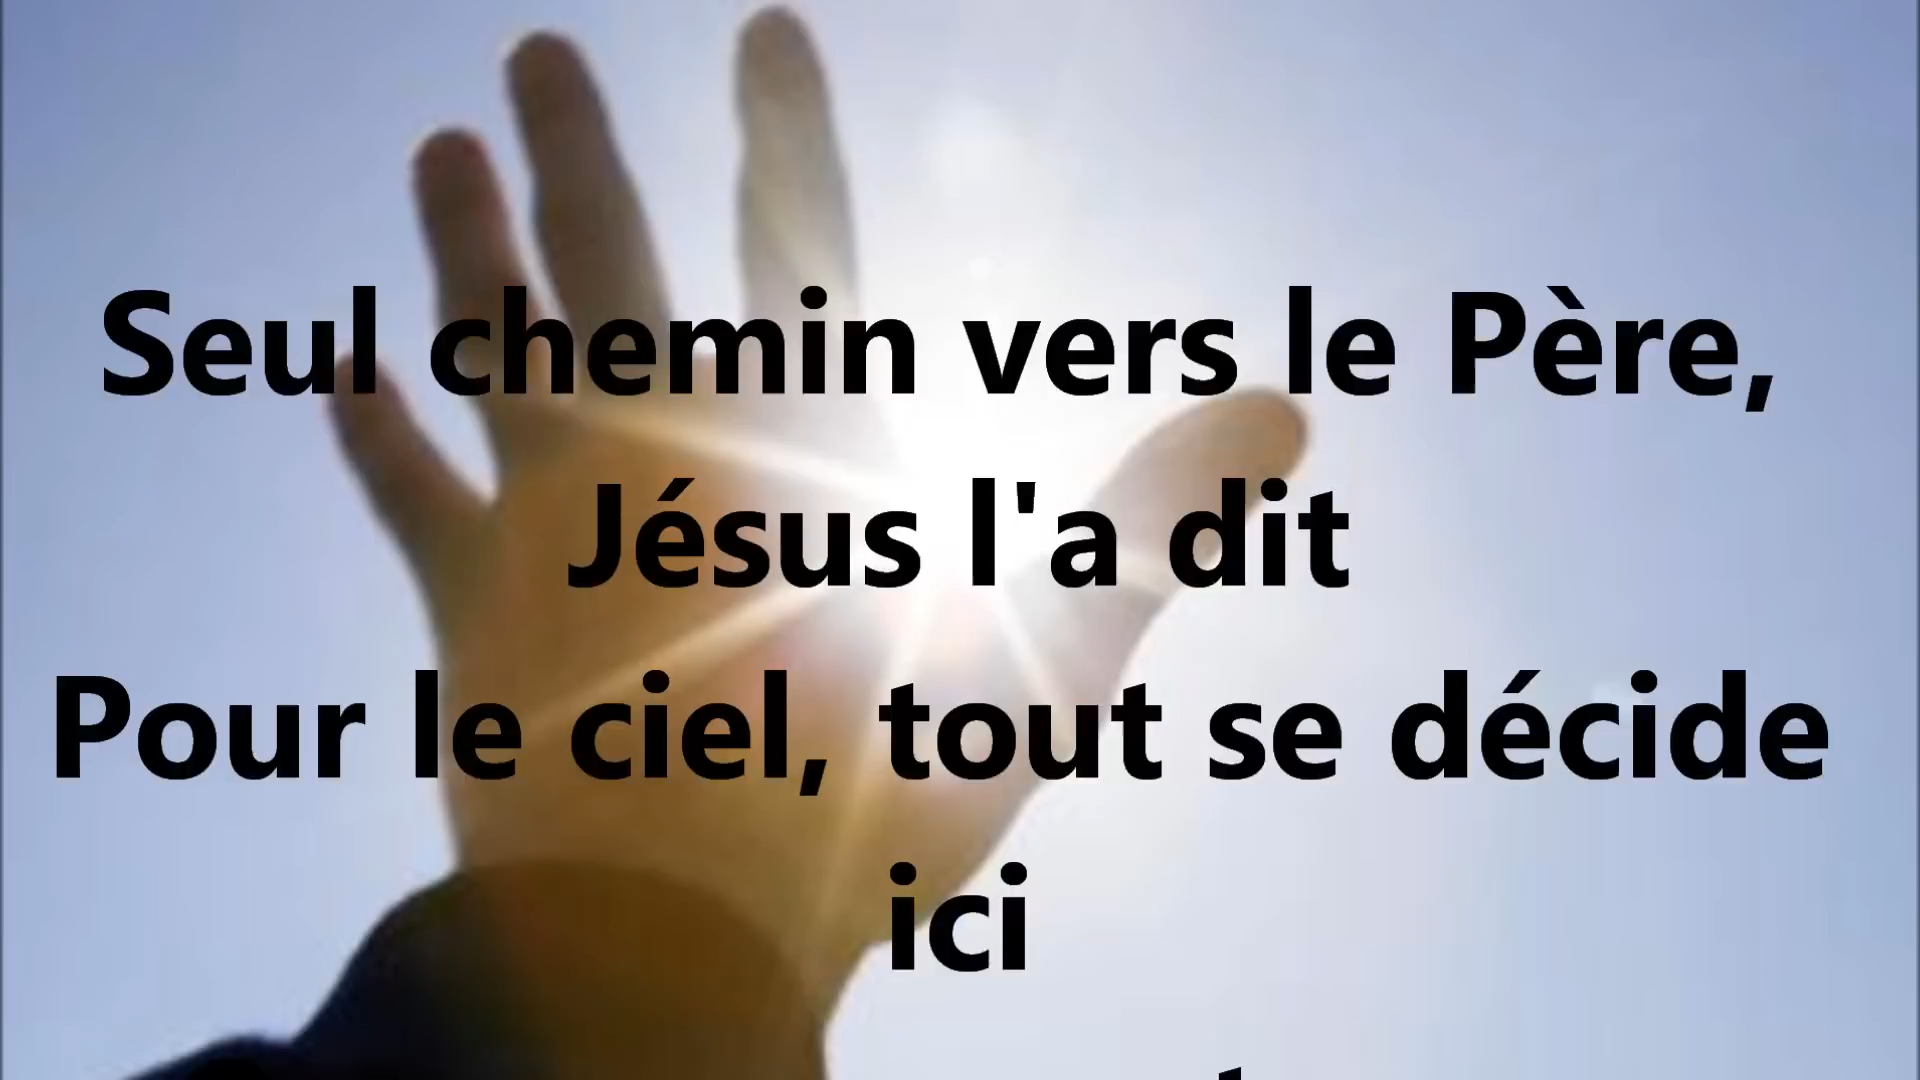 Seul chemin vers le Père,
Jésus l'a dit
Pour le ciel, tout se décide
ici